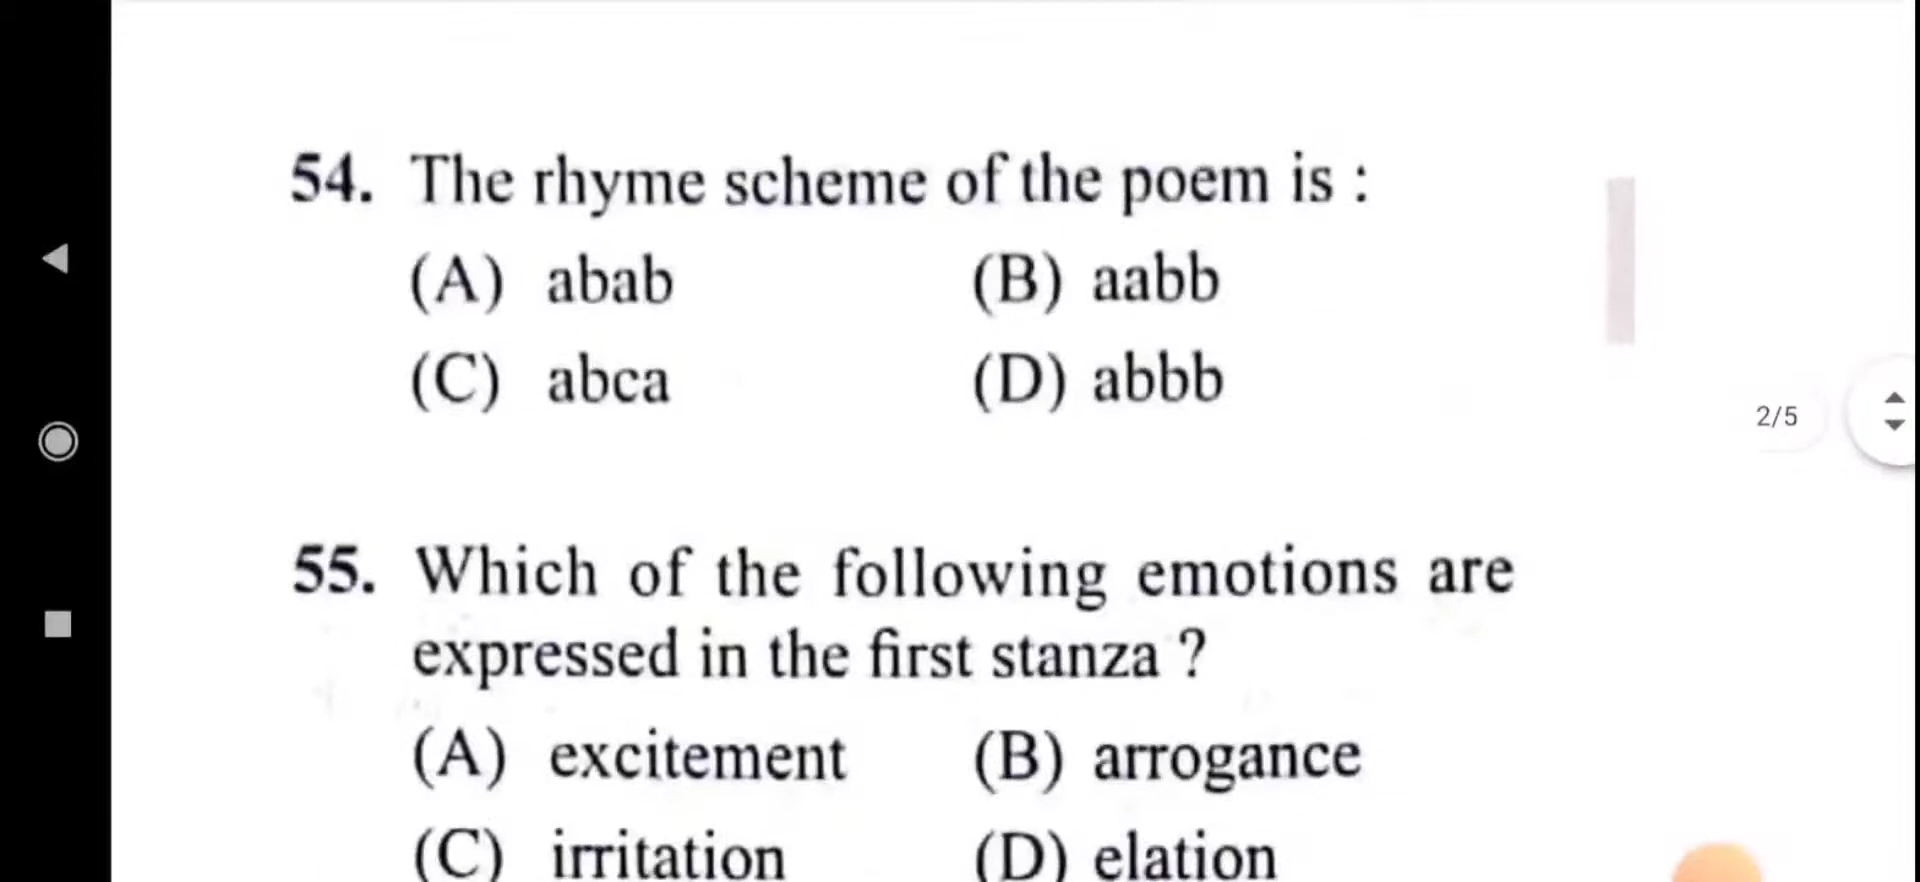 54. The rhyme scheme of the poem is :
(A) abab (B) aabb
(C) abca (D) abbb
2/5
55. Which of the following emotions are
expressed in the first stanza ?
(A) excitement (B) arrogance
(C) irritation (D) elation